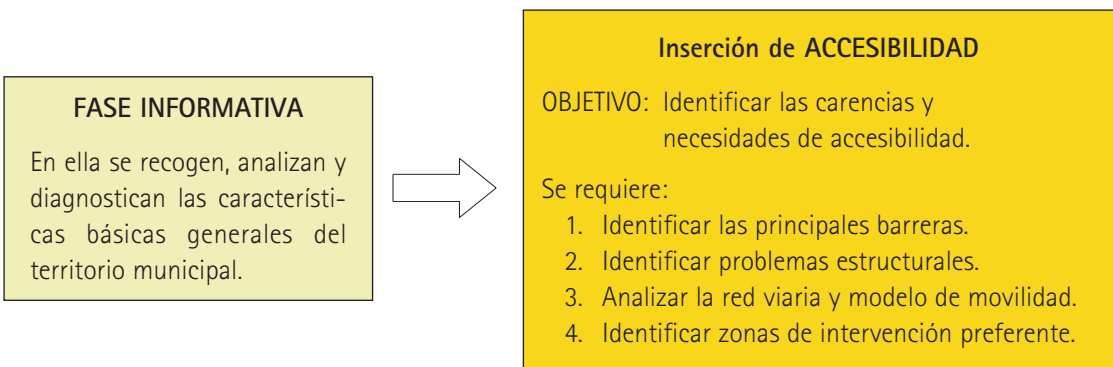 FASE INFORMATIVA
En ella se recogen, analizan y
diagnostican las característi-
cas básicas generales del
territorio municipal.
Inserción de ACCESIBILIDAD
OBJETIVO: Identificar las carencias y
necesidades de accesibilidad.
Se requiere:
1. Identificar las principales barreras.
2. Identificar problemas estructurales.
3. Analizar la red viaria y modelo de movilidad.
4. Identificar zonas de intervención preferente.